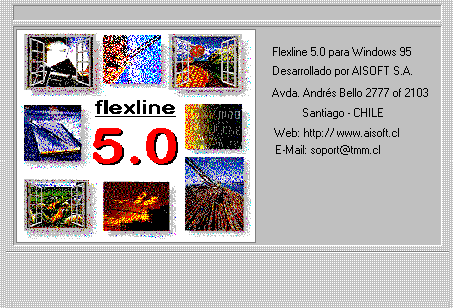 flexline
5.0
Flexline 5.0 para Windows 95
Desarrollado por AISOFT S.A.
Avda. Andrés Bello 2777 of 2103
Santiago - CHILE
Web: http://www.aisoft.cl
E-Mail: soport@tmm.cl